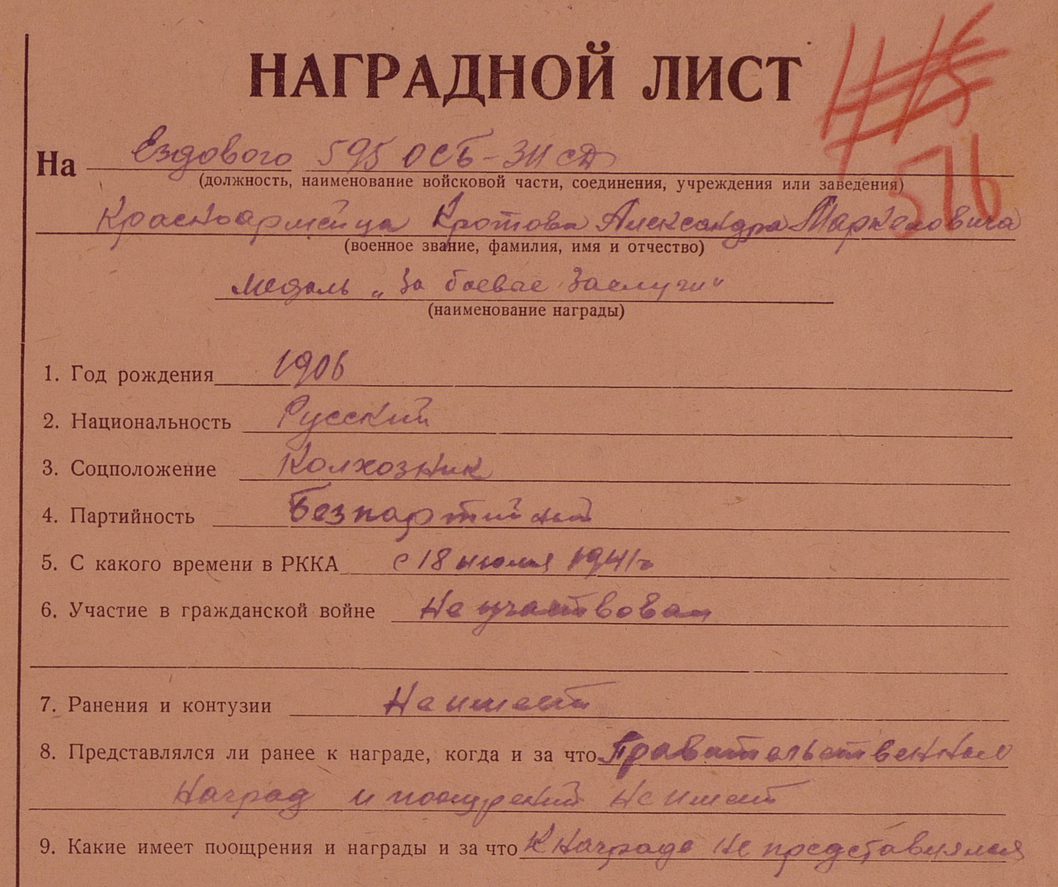 НАГРАДНОЙ ЛИСТ
576
На Ездового 595 ОСБ - 311 СД
(должность, наименование войсковой части, соединения, учреждения или заведения)
Красноармейца Кротова Александра Маркеловича
(военное звание, фамилия, имя и отчество)
медаль „За боевые Заслуги“
(наименование награды)
1. Год рождения 1906
2. Национальность Русский
3. Соцположение Колхозник
4. Партийность Безпартийный
5. С какого времени в РККА с 18 июля 1941г
6. Участие в гражданской войне Не участвовал
7. Ранения и контузии Не имеет
8. Представлялся ли ранее к награде, когда и за что Правительственных
Наград и поощрений Не имеет
9. Какие имеет поощрения и награды и за что К Награде Не представлялся